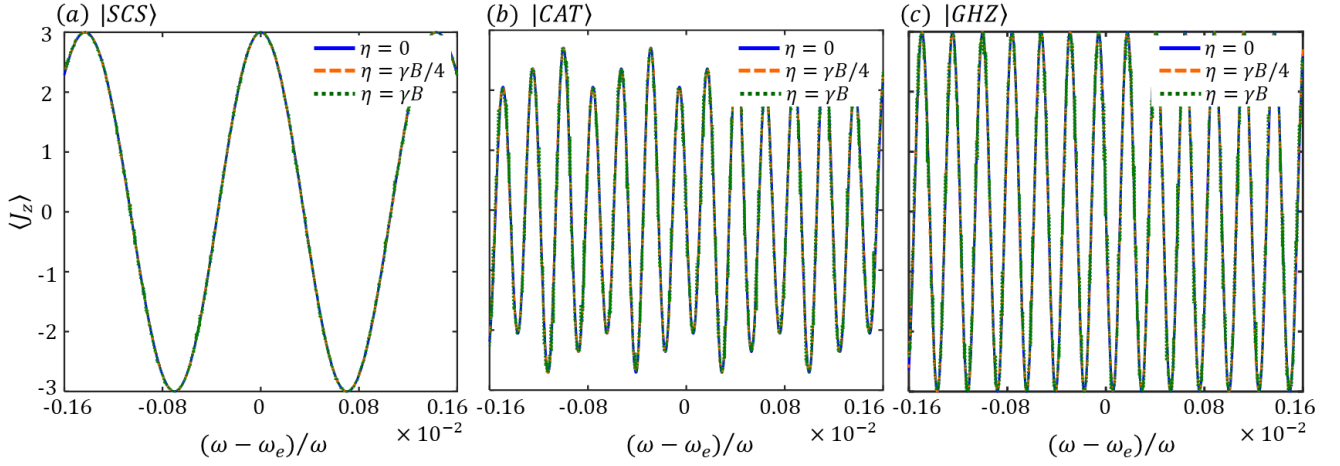 (a) |SCS⟩
(b) |CAT⟩
(c) |GHZ⟩
3
2
1
0
-1
-2
-3
⟨J_z⟩
η = 0
η = γB/4
η = γB
η = 0
η = γB/4
η = γB
η = 0
η = γB/4
η = γB
-0.16 -0.08 0 0.08 0.16
-0.16 -0.08 0 0.08 0.16
-0.16 -0.08 0 0.08 0.16
× 10⁻²
× 10⁻²
× 10⁻²
(ω − ω_e)/ω
(ω − ω_e)/ω
(ω − ω_e)/ω